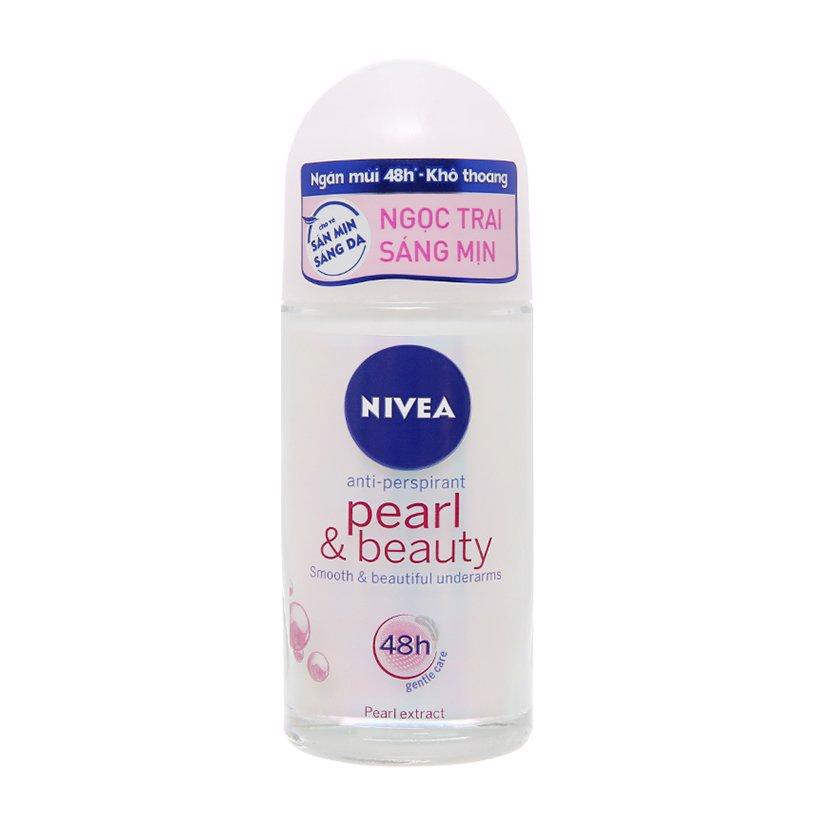 Ngăn mùi 48h* - Khô thoáng
cho vẻ
SĂN MỊN
SÁNG DA
NGỌC TRAI
SÁNG MỊN
NIVEA
anti-perspirant
pearl
& beauty
Smooth & beautiful underarms
48h
gentle care
Pearl extract